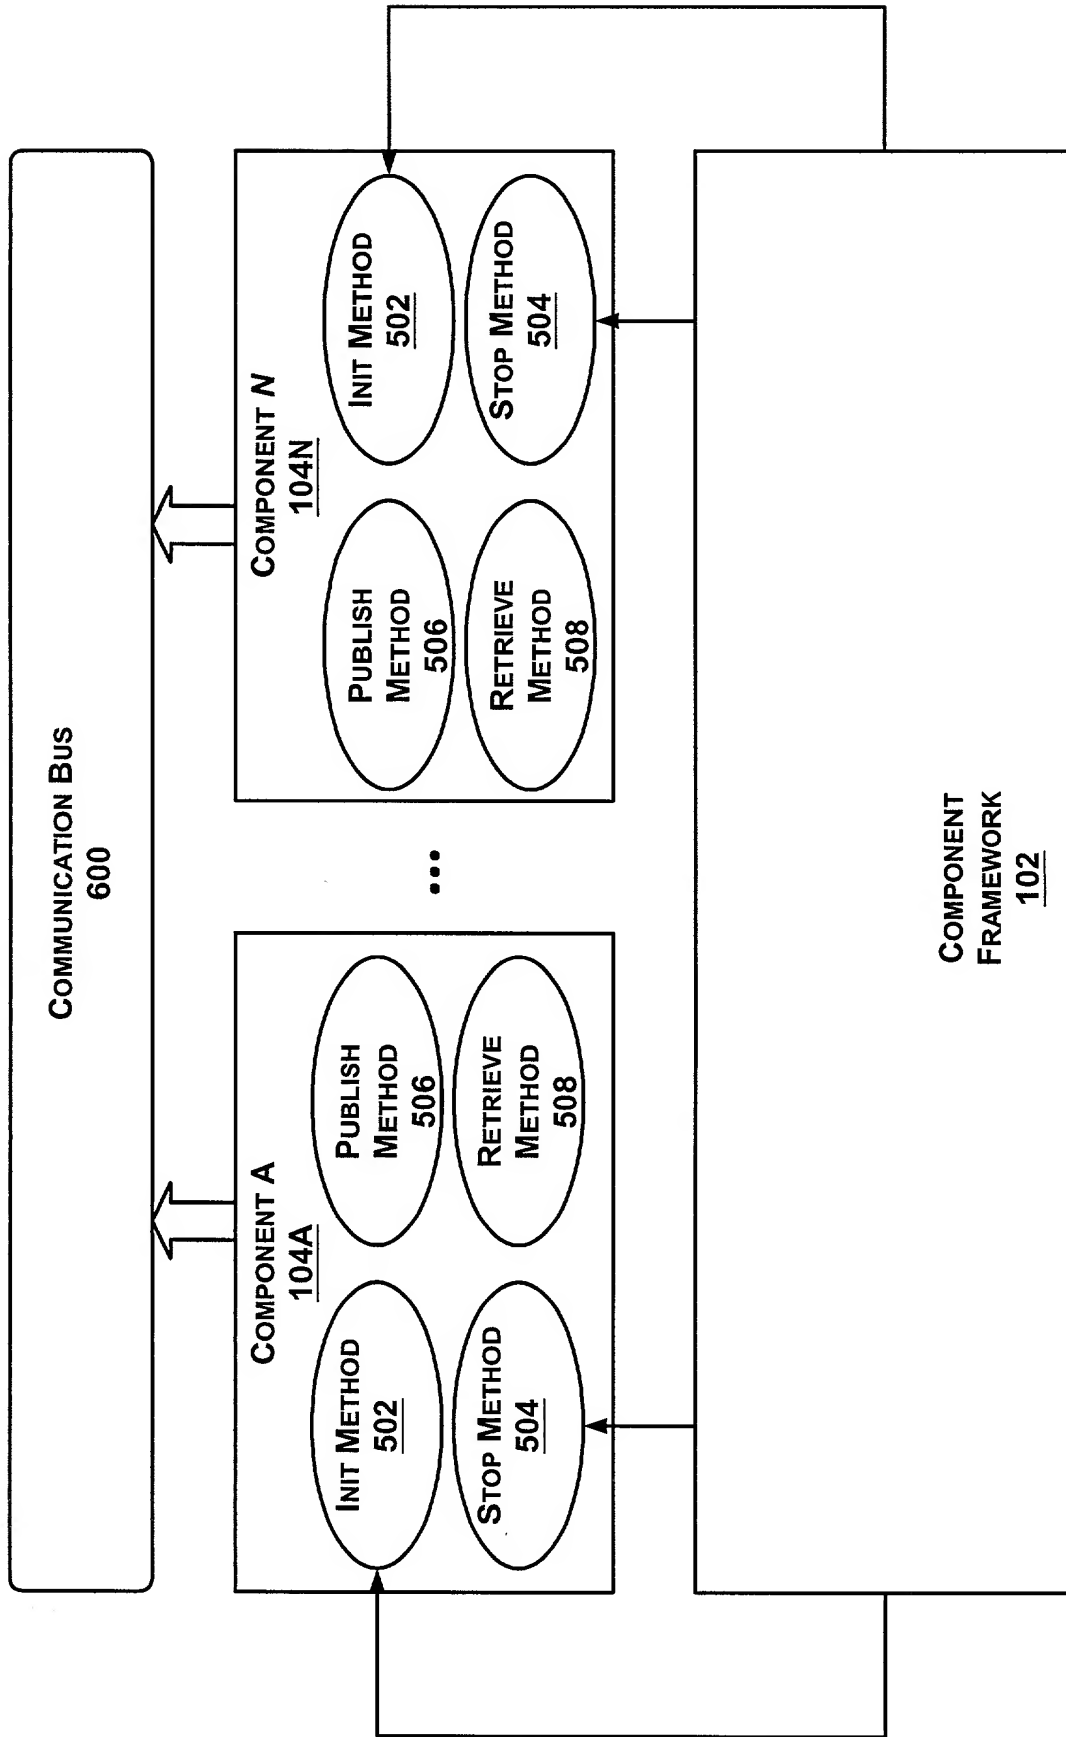 COMMUNICATION BUS
600
COMPONENT A
104A
INIT METHOD
502
PUBLISH
METHOD
506
STOP METHOD
504
RETRIEVE
METHOD
508
...
COMPONENT N
104N
PUBLISH
METHOD
506
INIT METHOD
502
RETRIEVE
METHOD
508
STOP METHOD
504
COMPONENT
FRAMEWORK
102